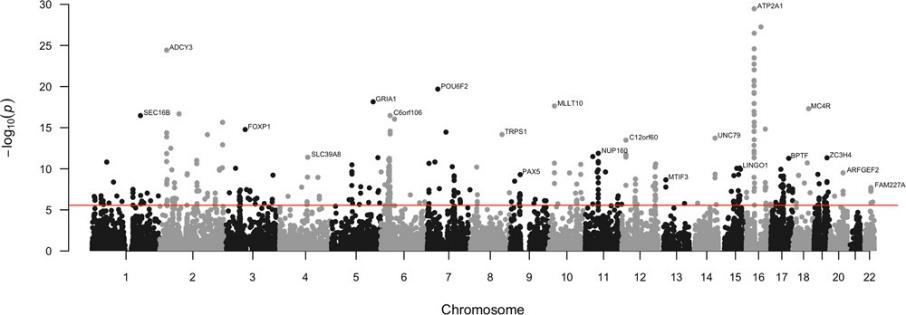 30
ATP2A1
25
ADCY3
20
POU6F2
GRIA1
MLLT10
MC4R
SEC16B
C6orf106
15
FOXP1
TRPS1
UNC79
C12orf60
SLC39A8
NUP160
BPTF
ZC3H4
10
LINGO1
ARFGEF2
PAX5
MTIF3
FAM227A
5
0
−log10(p)
1 2 3 4 5 6 7 8 9 10 11 12 13 14 15 16 17 18 19 20 22
Chromosome